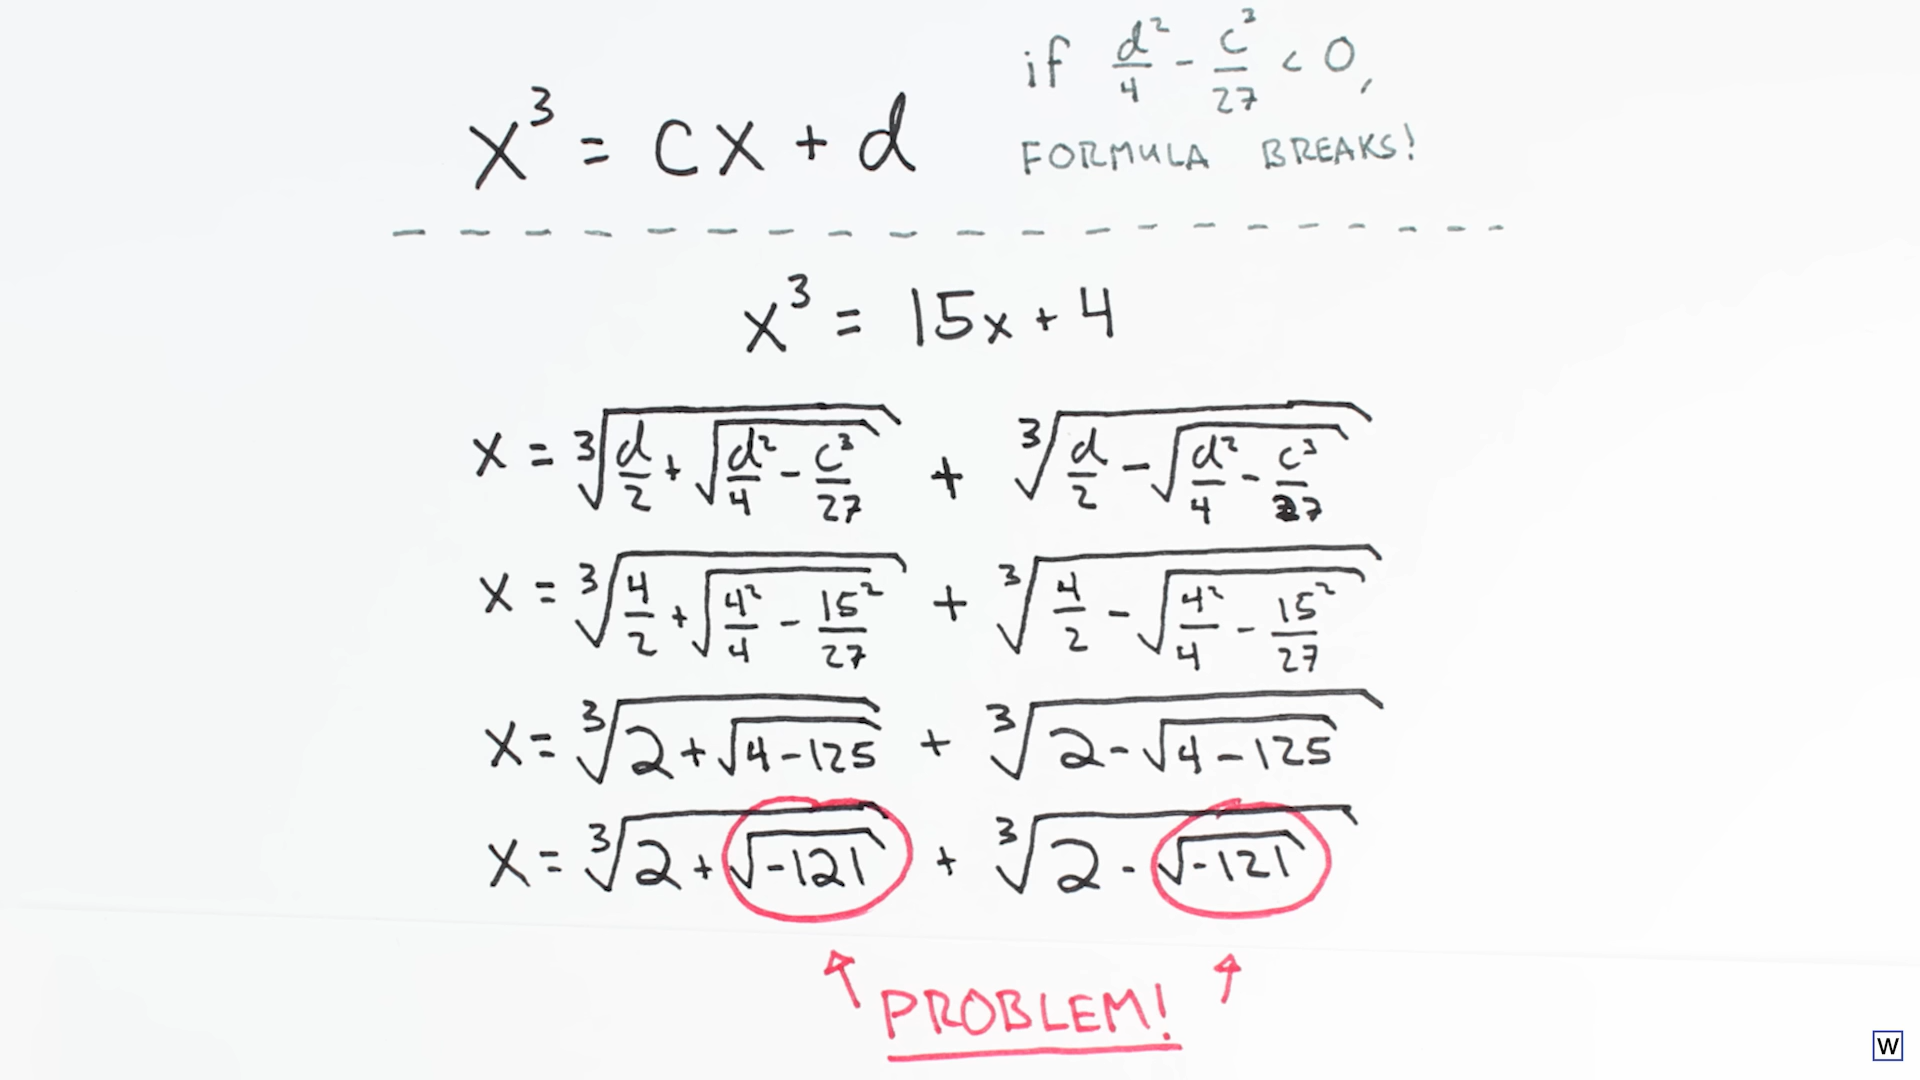 x³ = cx + d
if d²/4 - c³/27 < 0,
FORMULA BREAKS!
x³ = 15x + 4
x = ∛(d/2 + √(d²/4 - c³/27)) + ∛(d/2 - √(d²/4 - c³/27))
x = ∛(4/2 + √(4²/4 - 15²/27)) + ∛(4/2 - √(4²/4 - 15²/27))
x = ∛(2 + √(4-125)) + ∛(2 - √(4-125))
x = ∛(2 + √(-121)) + ∛(2 - √(-121))
PROBLEM!
W